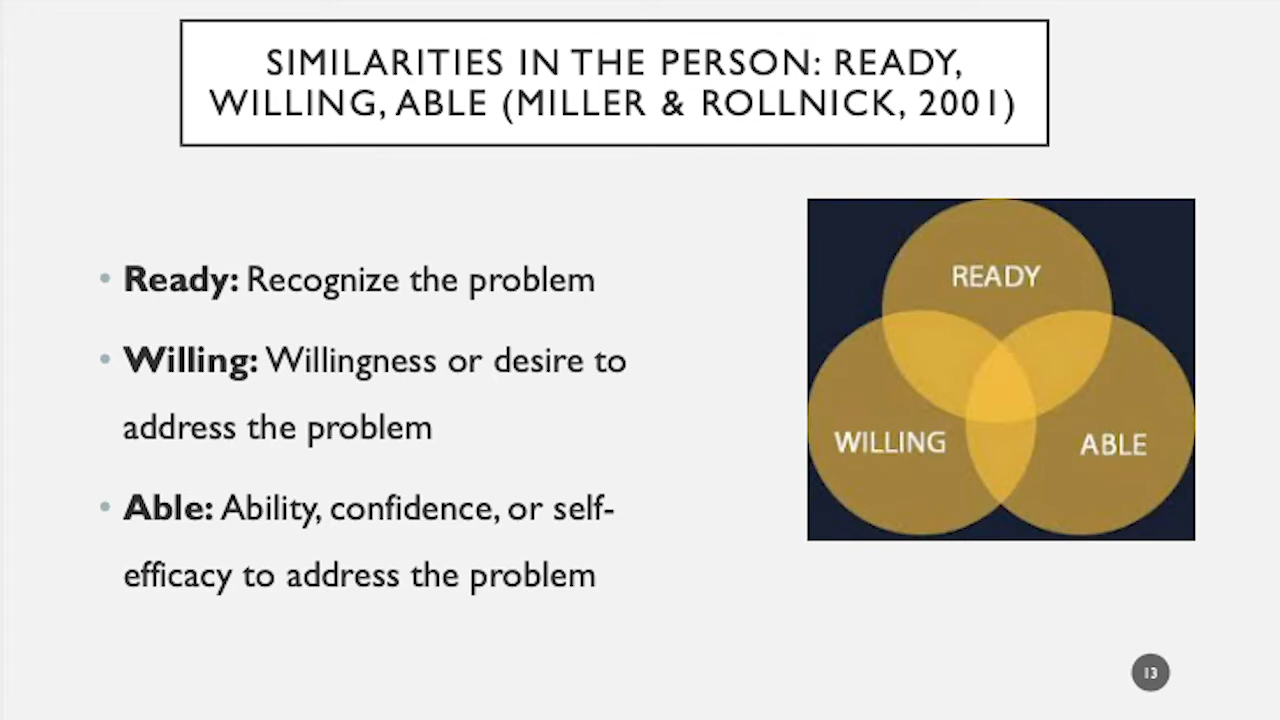 SIMILARITIES IN THE PERSON: READY,
WILLING, ABLE (MILLER & ROLLNICK, 2001)
• Ready: Recognize the problem
• Willing: Willingness or desire to
address the problem
• Able: Ability, confidence, or self-
efficacy to address the problem
READY
WILLING
ABLE
13